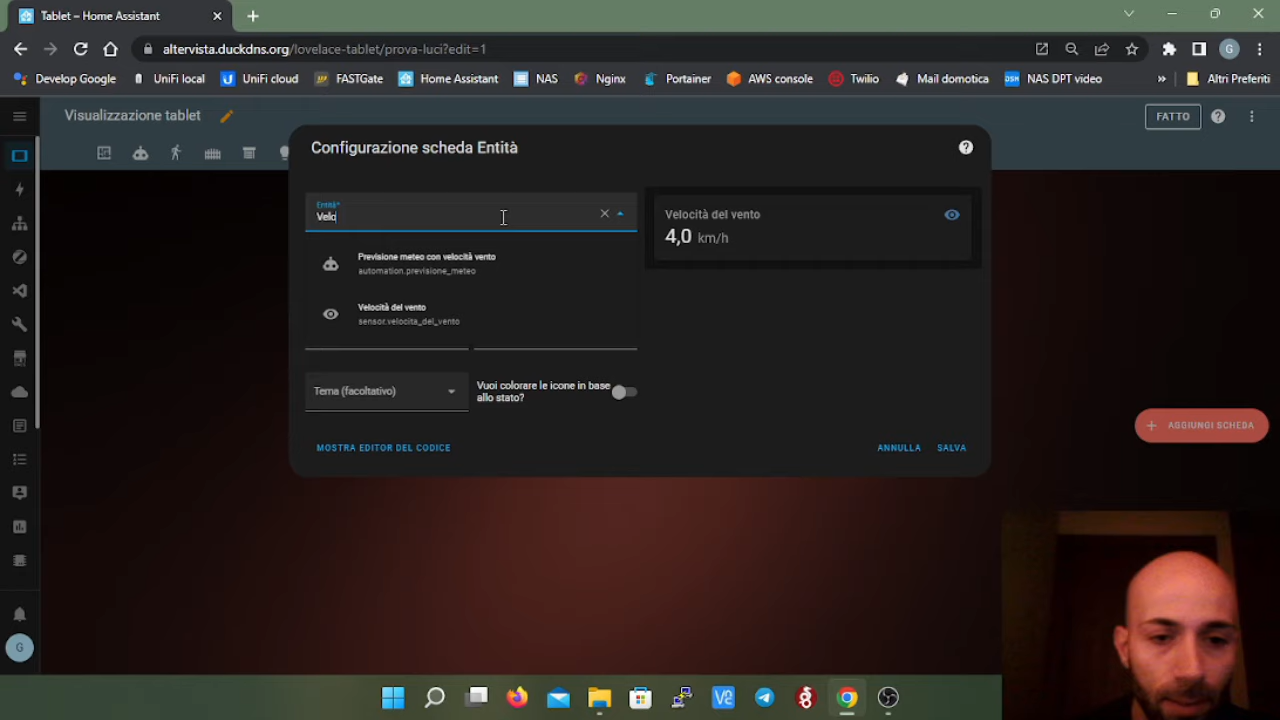 Tablet – Home Assistant
altervista.duckdns.org/lovelace-tablet/prova-luci?edit=1
G
Develop Google
UniFi local
UniFi cloud
FASTGate
Home Assistant
NAS
Nginx
Portainer
AWS console
Twilio
Mail domotica
DSM
NAS DPT video
»
Altri Preferiti
Visualizzazione tablet
FATTO
Configurazione scheda Entità
Entità*
Velo
Previsione meteo con velocità vento
automation.previsione_meteo
Velocità del vento
sensor.velocita_del_vento
Velocità del vento
4,0 km/h
Tema (facoltativo)
Vuoi colorare le icone in base
allo stato?
MOSTRA EDITOR DEL CODICE
ANNULLA
SALVA
+ AGGIUNGI SCHEDA
G